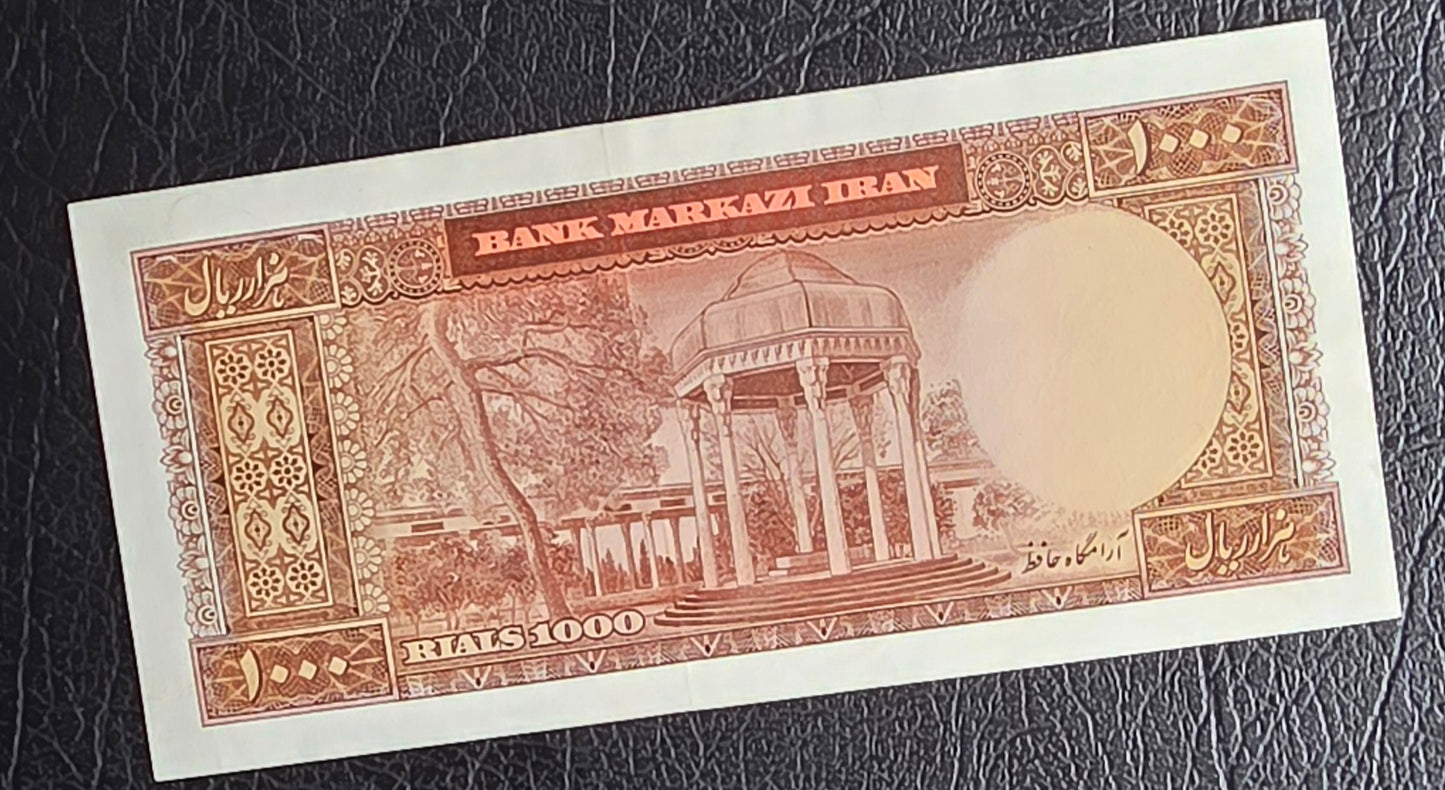 BANK MARKAZI IRAN
۱۰۰۰
هزار ریال
آرامگاه حافظ
هزار ریال
RIALS 1000
۱۰۰۰